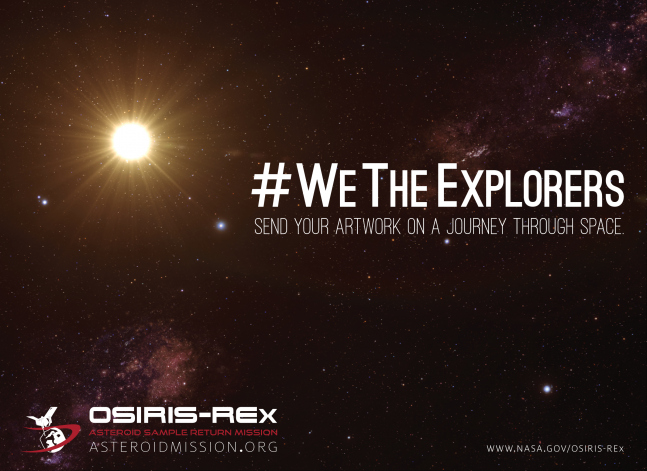 #WeTheExplorers
SEND YOUR ARTWORK ON A JOURNEY THROUGH SPACE.
OSIRIS-REx
ASTEROID SAMPLE RETURN MISSION
ASTEROIDMISSION.ORG
WWW.NASA.GOV/OSIRIS-REx